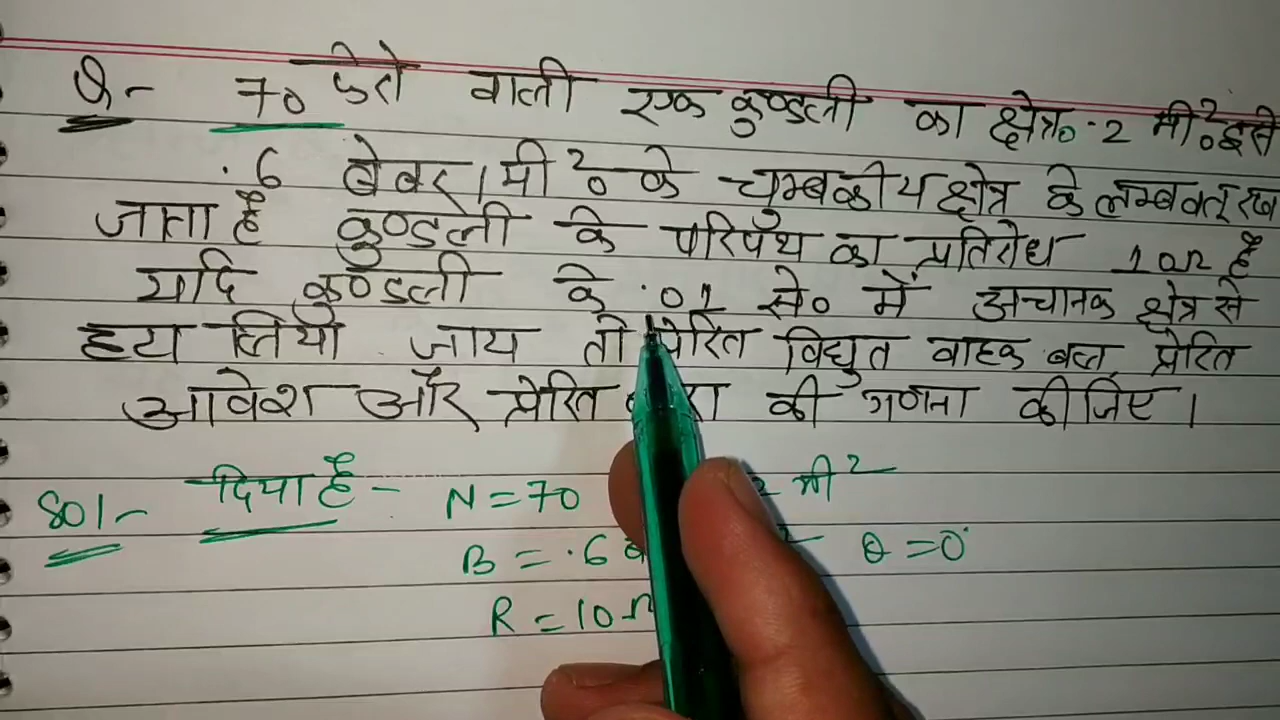 Q- 70 फेरो वाली एक कुण्डली का क्षेत्र० .2 मी०² इसे
.6 वेबर/मी०² के चुम्बकीय क्षेत्र के लम्बवत् रख
जाता है कुण्डली के परिपथ का प्रतिरोध 10Ω है
यदि कुण्डली के .01 से० में अचानक क्षेत्र से
हटा लिया जाय तो प्रेरित विद्युत वाहक बल, प्रेरित
आवेश और प्रेरित की गणना कीजिए।
Sol- दिया है- N=70 मी²
B = .6 θ = 0°
R = 10Ω